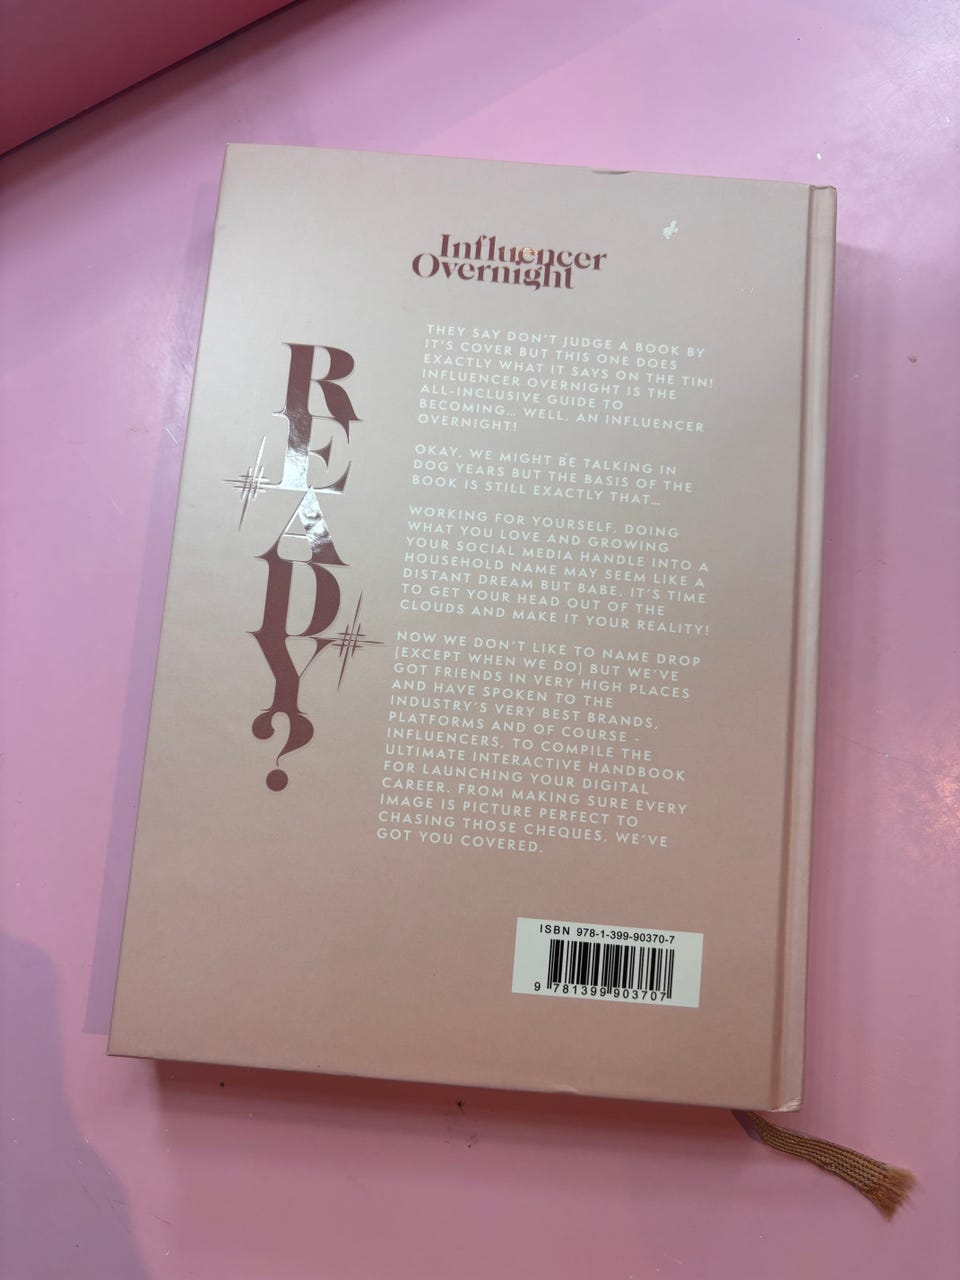 Influencer
Overnight
READY?
THEY SAY DON'T JUDGE A BOOK BY
IT'S COVER BUT THIS ONE DOES
EXACTLY WHAT IT SAYS ON THE TIN!
INFLUENCER OVERNIGHT IS THE
ALL-INCLUSIVE GUIDE TO
BECOMING... WELL, AN INFLUENCER
OVERNIGHT!
OKAY, WE MIGHT BE TALKING IN
DOG YEARS BUT THE BASIS OF THE
BOOK IS STILL EXACTLY THAT...
WORKING FOR YOURSELF, DOING
WHAT YOU LOVE AND GROWING
YOUR SOCIAL MEDIA HANDLE INTO A
HOUSEHOLD NAME MAY SEEM LIKE A
DISTANT DREAM BUT BABE, IT'S TIME
TO GET YOUR HEAD OUT OF THE
CLOUDS AND MAKE IT YOUR REALITY!
NOW WE DON'T LIKE TO NAME DROP
(EXCEPT WHEN WE DO) BUT WE'VE
GOT FRIENDS IN VERY HIGH PLACES
AND HAVE SPOKEN TO THE
INDUSTRY'S VERY BEST BRANDS,
PLATFORMS AND OF COURSE -
INFLUENCERS, TO COMPILE THE
ULTIMATE INTERACTIVE HANDBOOK
FOR LAUNCHING YOUR DIGITAL
CAREER. FROM MAKING SURE EVERY
IMAGE IS PICTURE PERFECT TO
CHASING THOSE CHEQUES, WE'VE
GOT YOU COVERED.
ISBN 978-1-399-90370-7
9 781399 903707